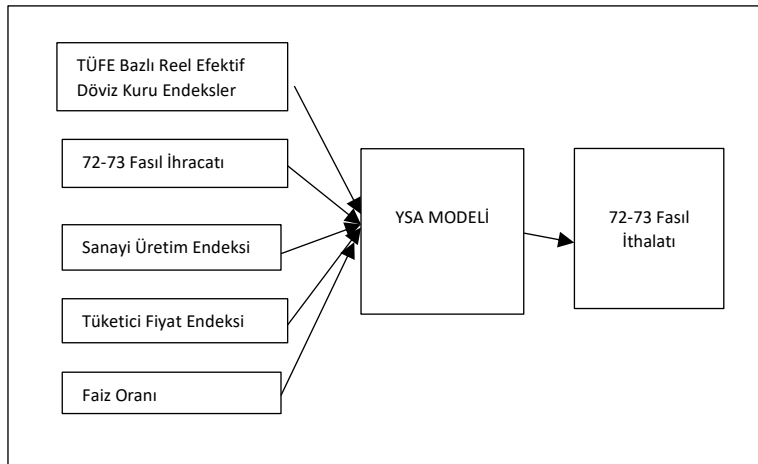 TÜFE Bazlı Reel Efektif
Döviz Kuru Endeksler
72-73 Fasıl İhracatı
Sanayi Üretim Endeksi
Tüketici Fiyat Endeksi
Faiz Oranı
YSA MODELİ
72-73 Fasıl
İthalatı